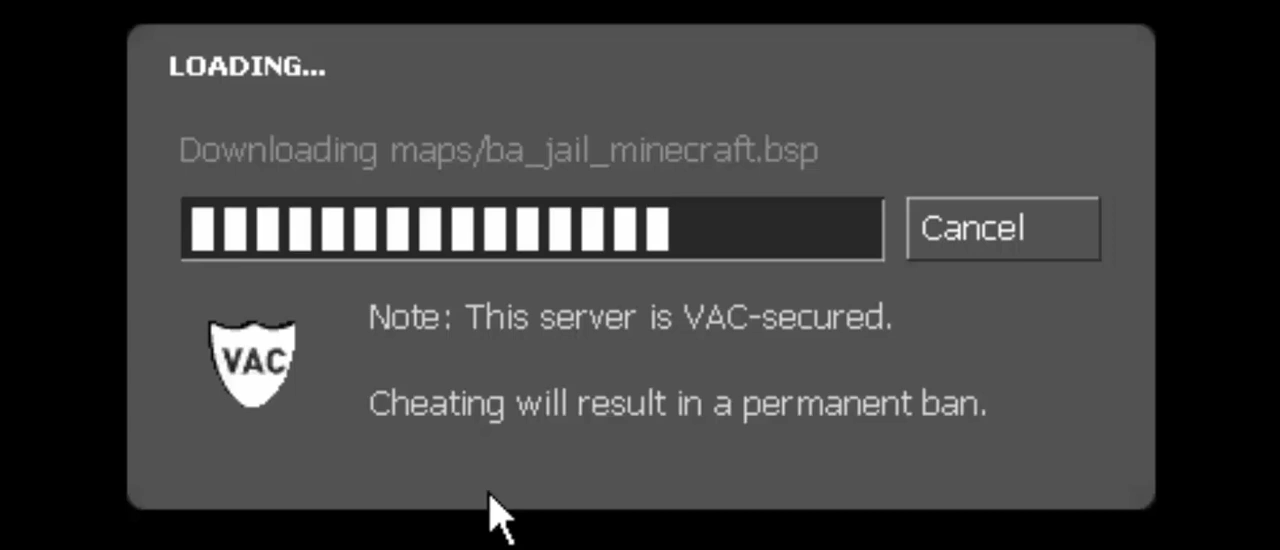 LOADING...
Downloading maps/ba_jail_minecraft.bsp
Cancel
Note: This server is VAC-secured.
VAC
Cheating will result in a permanent ban.